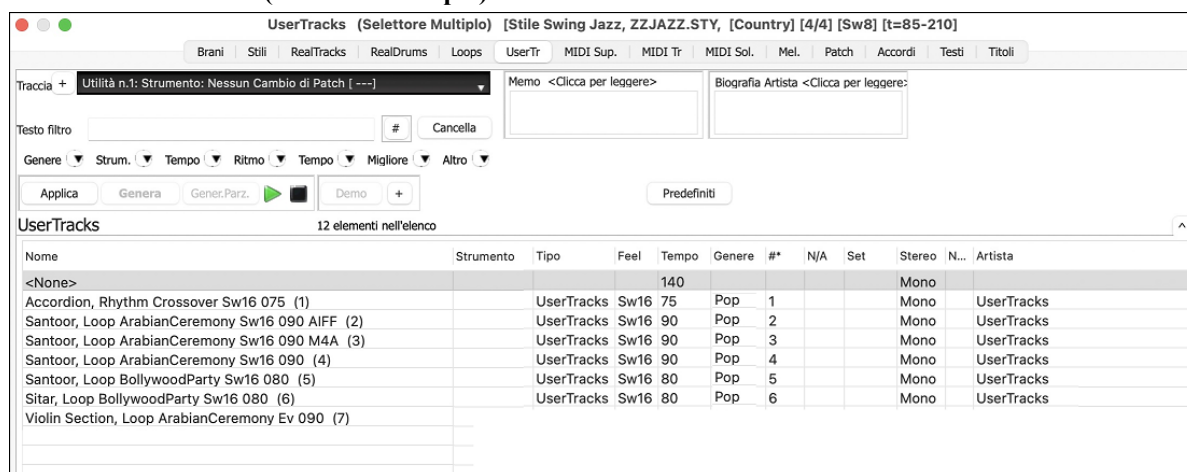 UserTracks (Selettore Multiplo) [Stile Swing Jazz, ZZJAZZ.STY, [Country] [4/4] [Sw8] [t=85-210]
Brani Stili RealTracks RealDrums Loops UserTr MIDI Sup. MIDI Tr MIDI Sol. Mel. Patch Accordi Testi Titoli
Traccia + Utilità n.1: Strumento: Nessun Cambio di Patch [ ---] Memo <Clicca per leggere> Biografia Artista <Clicca per leggere>
Testo filtro # Cancella
Genere Strum. Tempo Ritmo Tempo Migliore Altro
Applica Genera Gener.Parz. Demo + Predefiniti
UserTracks 12 elementi nell'elenco
Nome Strumento Tipo Feel Tempo Genere #* N/A Set Stereo N... Artista
<None> 140 Mono
Accordion, Rhythm Crossover Sw16 075 (1) UserTracks Sw16 75 Pop 1 Mono UserTracks
Santoor, Loop ArabianCeremony Sw16 090 AIFF (2) UserTracks Sw16 90 Pop 2 Mono UserTracks
Santoor, Loop ArabianCeremony Sw16 090 M4A (3) UserTracks Sw16 90 Pop 3 Mono UserTracks
Santoor, Loop ArabianCeremony Sw16 090 (4) UserTracks Sw16 90 Pop 4 Mono UserTracks
Santoor, Loop BollywoodParty Sw16 080 (5) UserTracks Sw16 80 Pop 5 Mono UserTracks
Sitar, Loop BollywoodParty Sw16 080 (6) UserTracks Sw16 80 Pop 6 Mono UserTracks
Violin Section, Loop ArabianCeremony Ev 090 (7)